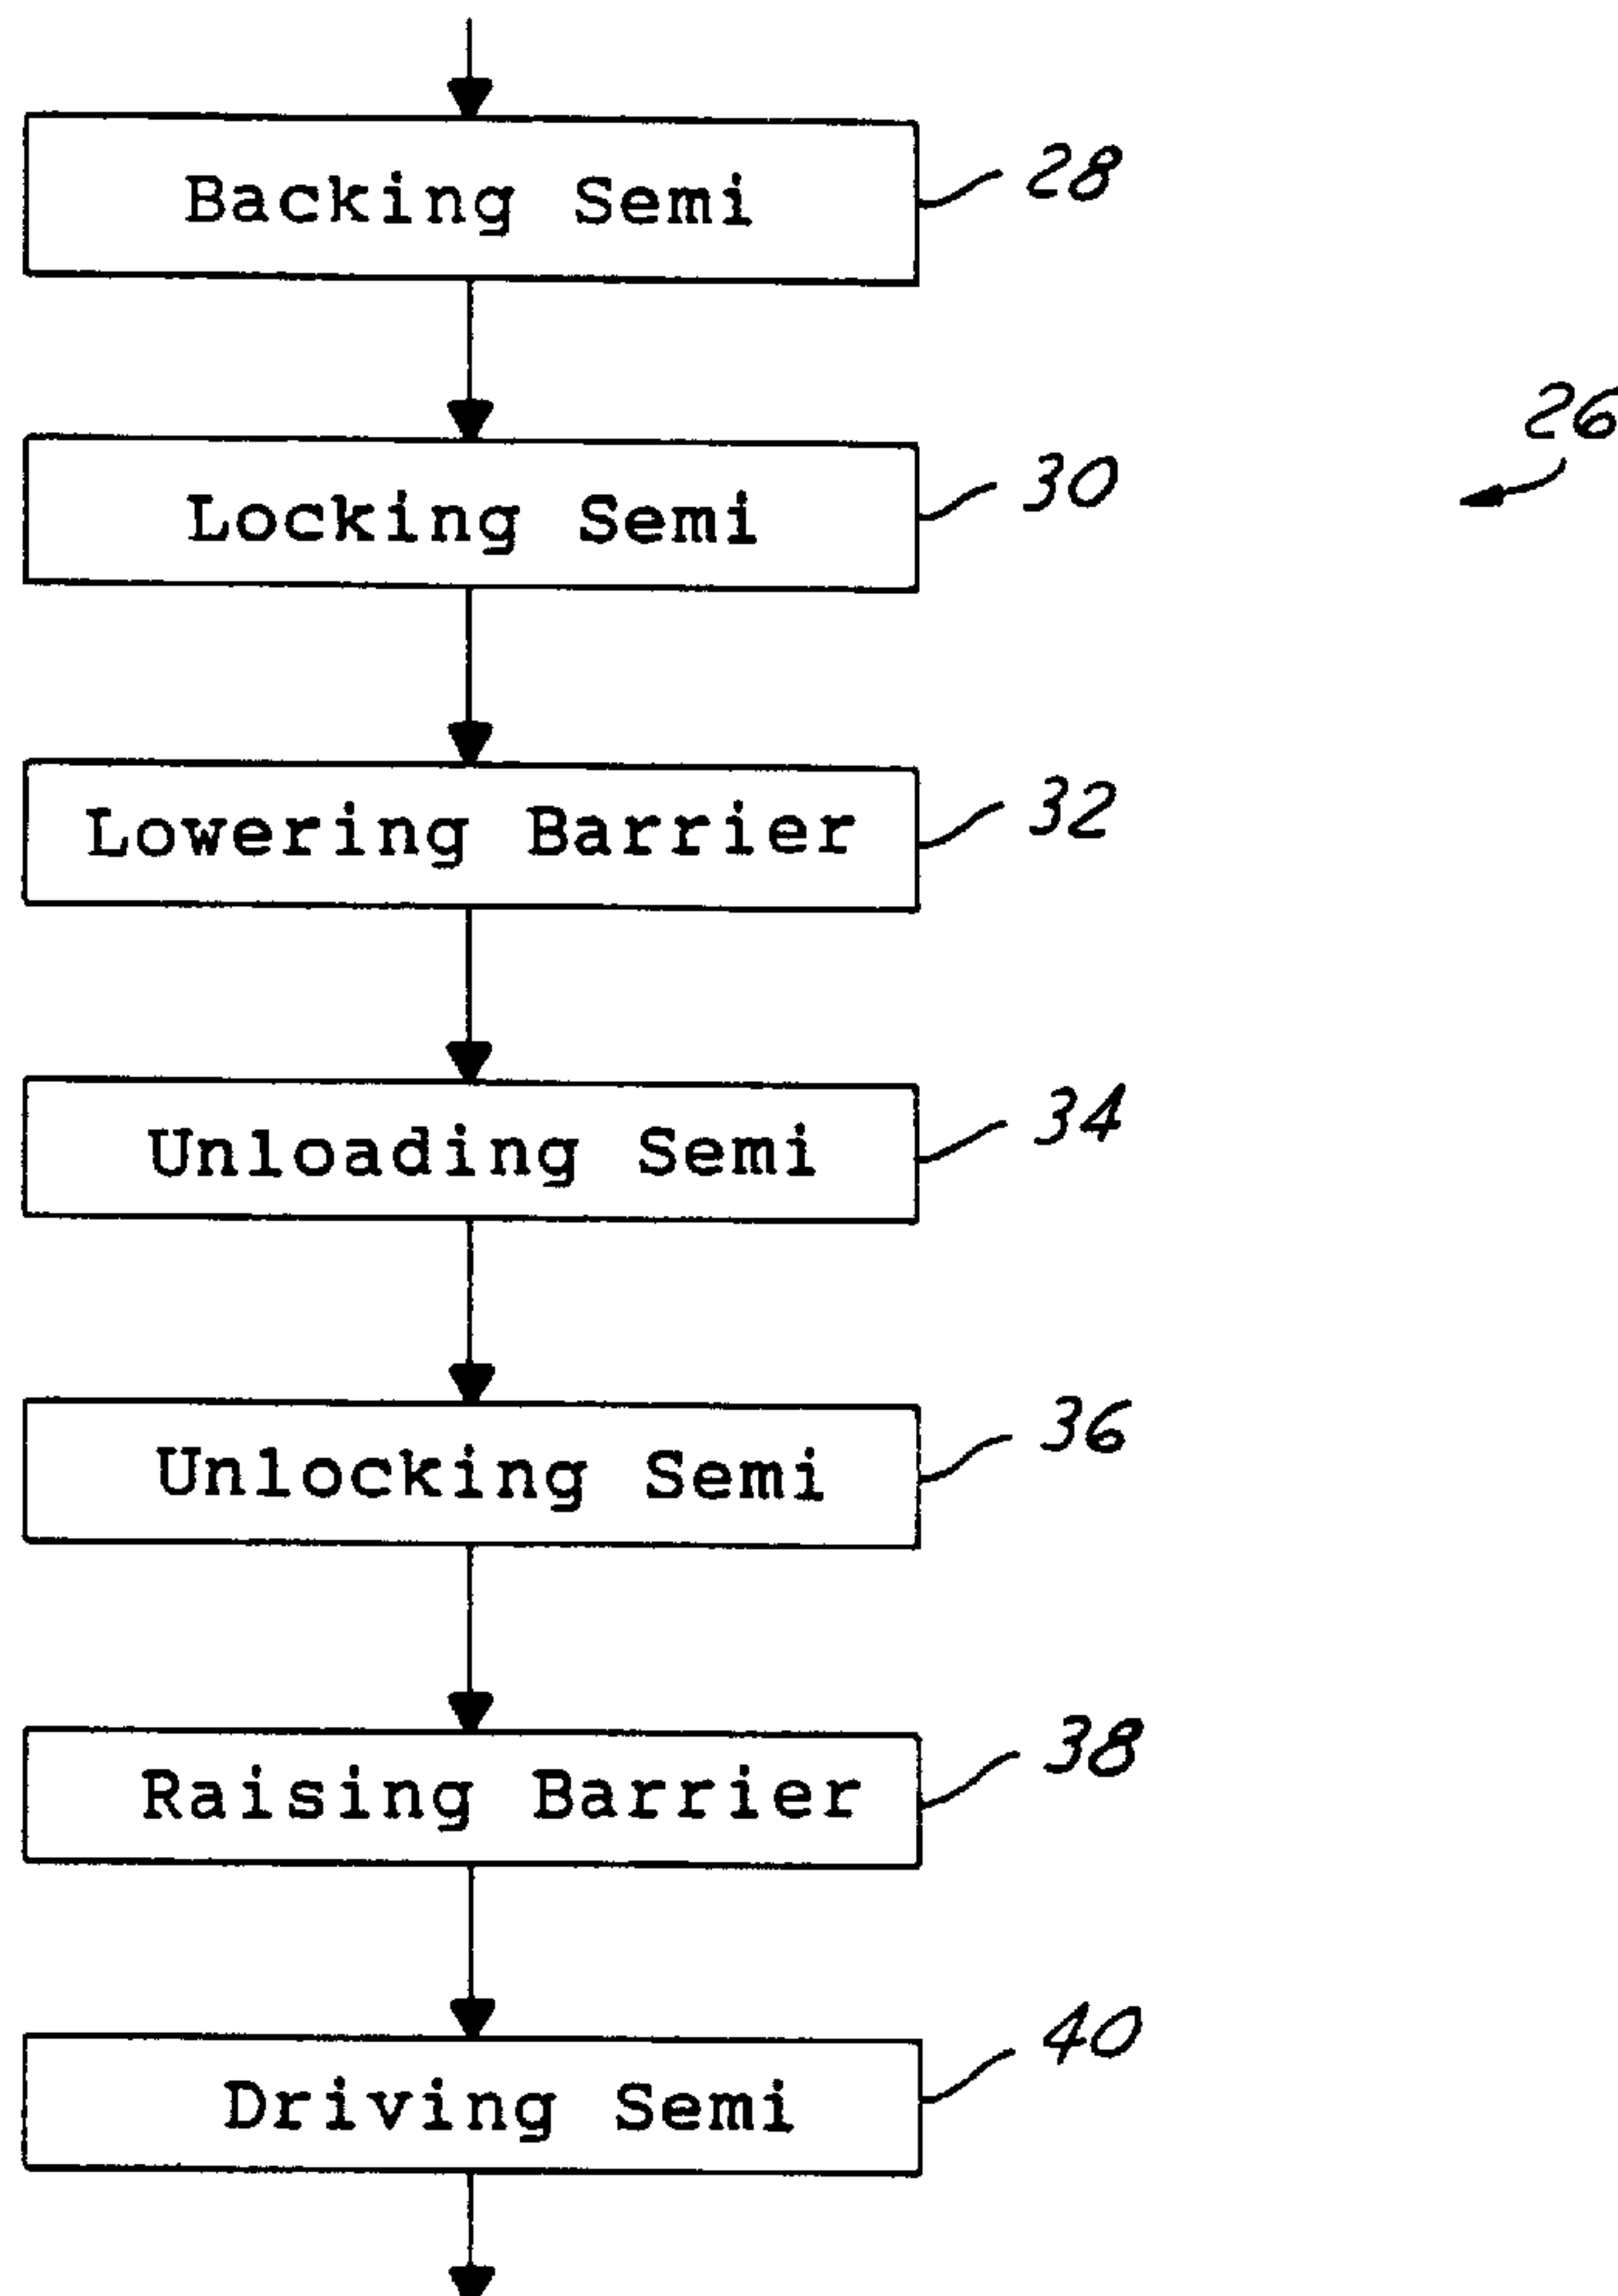 Backing Semi 28
26
Locking Semi 30
Lowering Barrier 32
Unloading Semi 34
Unlocking Semi 36
Raising Barrier 38
Driving Semi 40